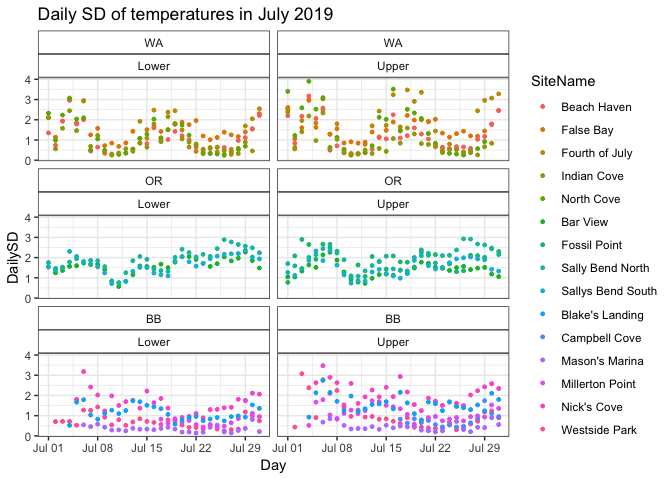 Daily SD of temperatures in July 2019
WA WA
Lower Upper
4
3
2
1
0
OR OR
Lower Upper
4
3
2
1
0
BB BB
Lower Upper
4
3
2
1
0
Jul 01 Jul 08 Jul 15 Jul 22 Jul 29 Jul 01 Jul 08 Jul 15 Jul 22 Jul 29
Day
DailySD
SiteName
Beach Haven
False Bay
Fourth of July
Indian Cove
North Cove
Bar View
Fossil Point
Sally Bend North
Sallys Bend South
Blake's Landing
Campbell Cove
Mason's Marina
Millerton Point
Nick's Cove
Westside Park